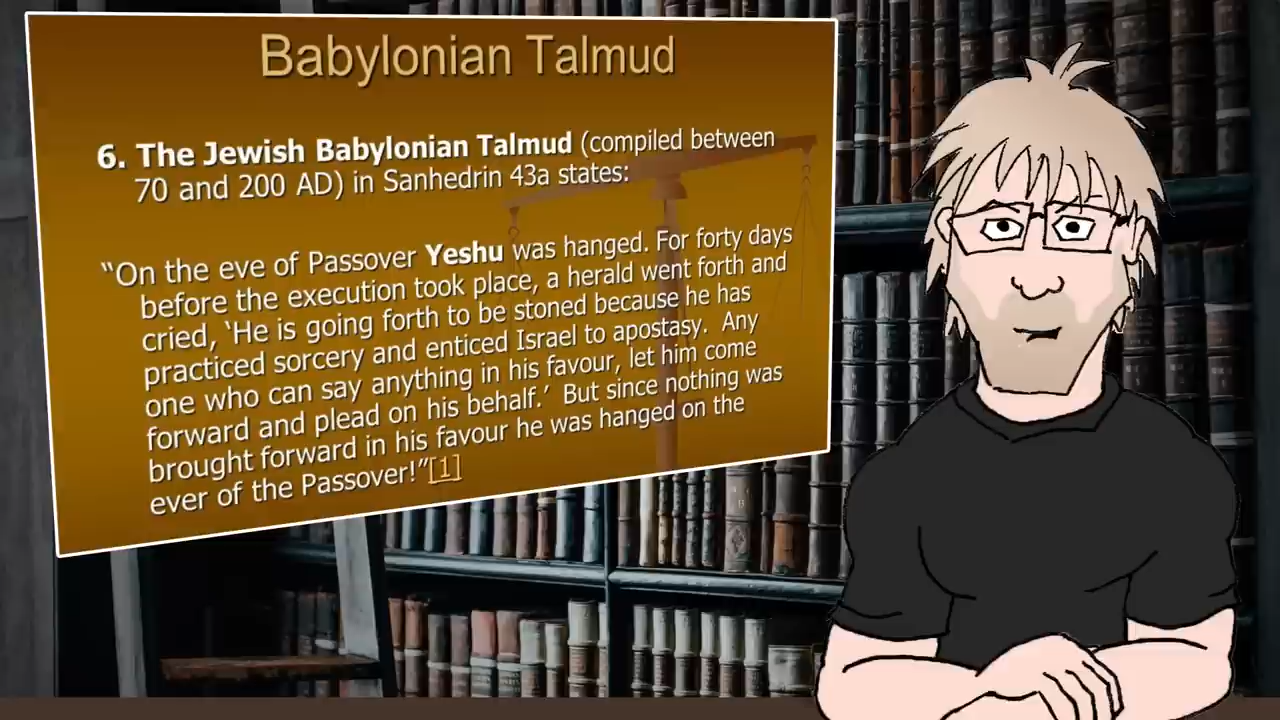 Babylonian Talmud
6. The Jewish Babylonian Talmud (compiled between
70 and 200 AD) in Sanhedrin 43a states:
“On the eve of Passover Yeshu was hanged. For forty days
before the execution took place, a herald went forth and
cried, ‘He is going forth to be stoned because he has
practiced sorcery and enticed Israel to apostasy. Any
one who can say anything in his favour, let him come
forward and plead on his behalf.’ But since nothing was
brought forward in his favour he was hanged on the
ever of the Passover!”[1]